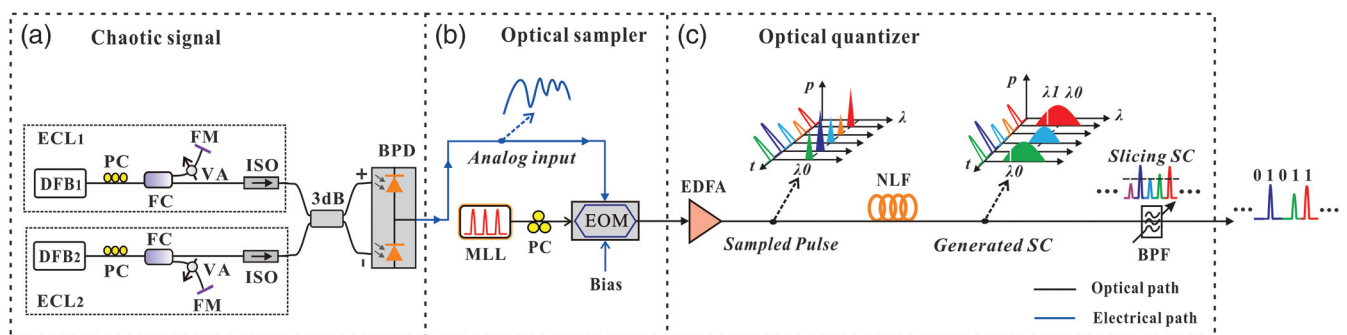 (a) Chaotic signal
ECL1
FM
PC
DFB1
VA
FC
ISO
3dB
BPD
+
-
FC
DFB2
PC
VA
ISO
FM
ECL2
(b) Optical sampler
Analog input
MLL
PC
EOM
Bias
(c) Optical quantizer
p
λ
t
λ0
EDFA
Sampled Pulse
NLF
p
λ1 λ0
λ
t
λ0
Generated SC
Slicing SC
BPF
0 1 0 1 1
Optical path
Electrical path